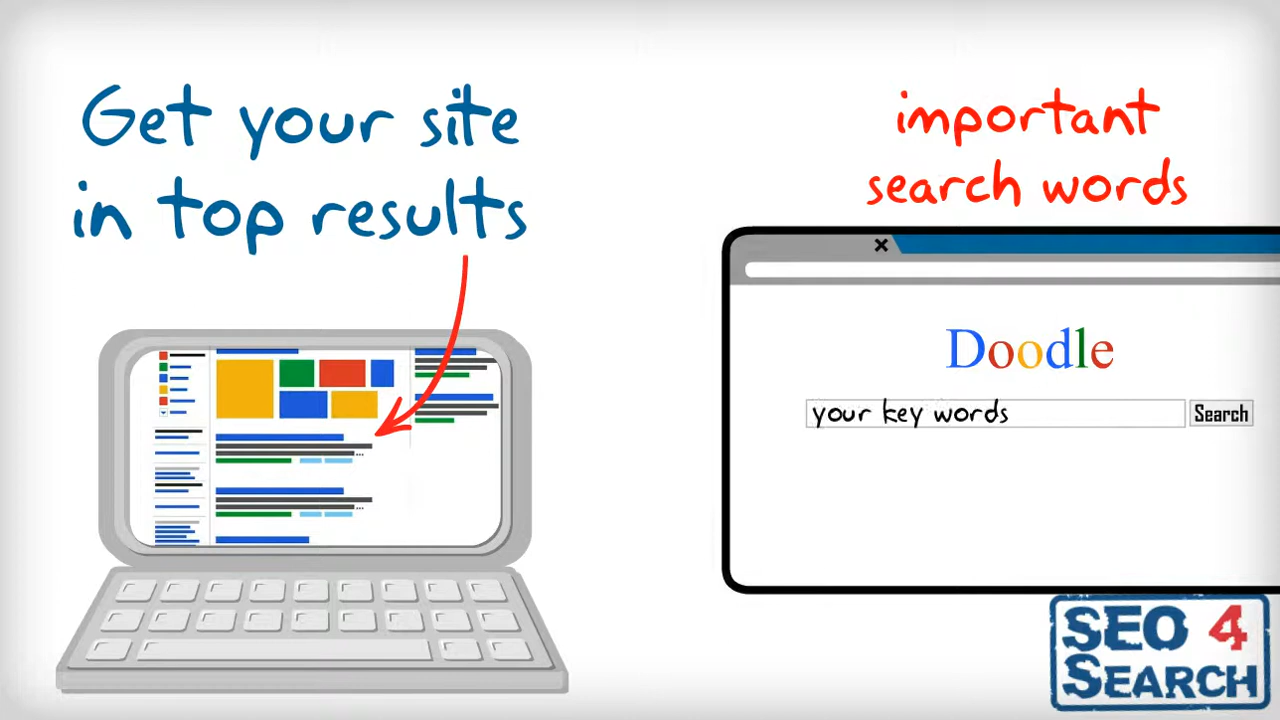 Get your site
in top results
important
search words
Doodle
your key words
Search
SEO 4
SEARCH